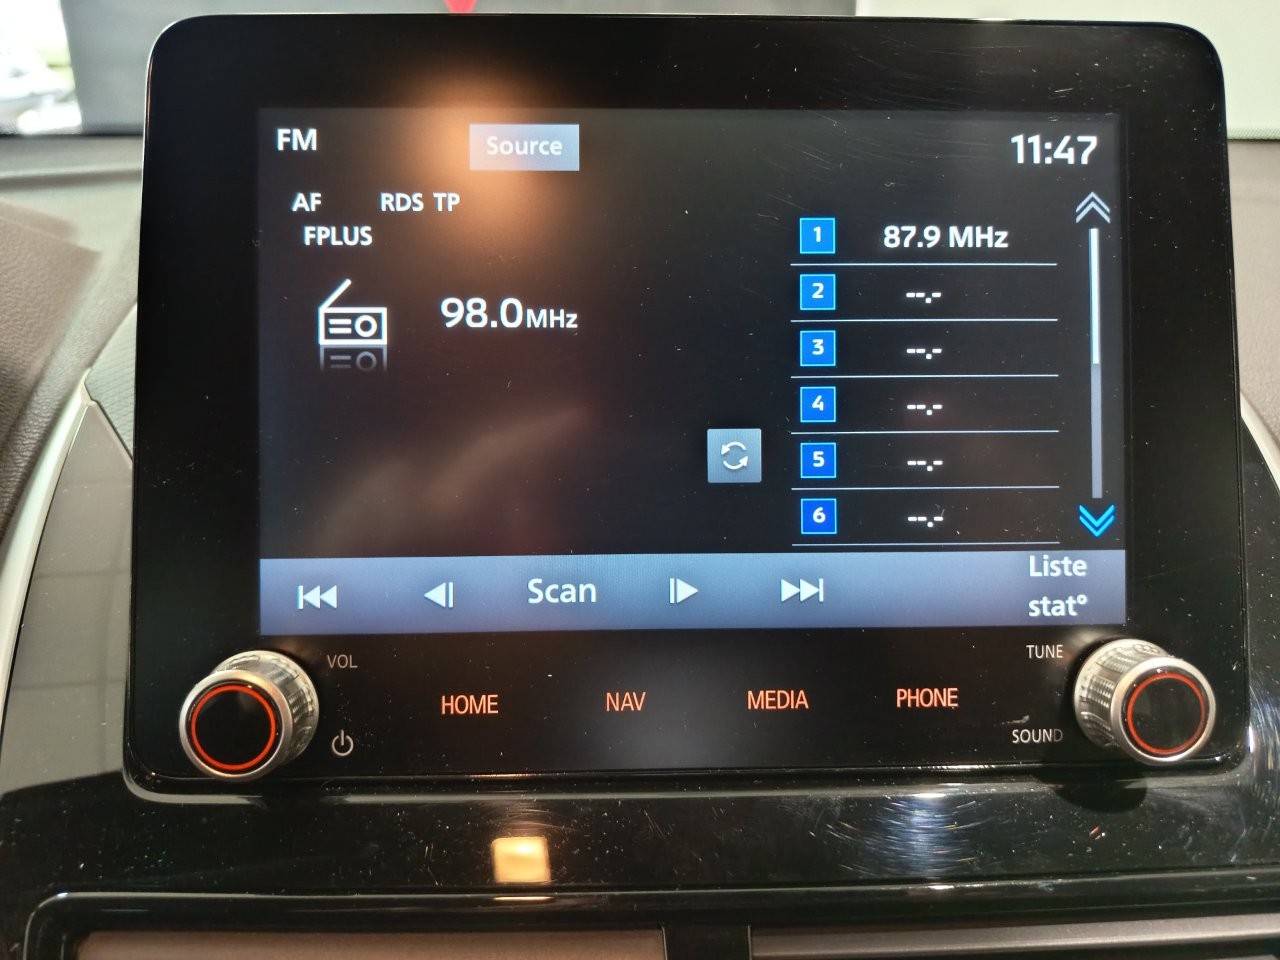 FM
Source
11:47
AF RDS TP
FPLUS
98.0MHz
1 87.9 MHz
2 --.-
3 --.-
4 --.-
5 --.-
6 --.-
Scan
Liste
stat°
VOL
TUNE
HOME
NAV
MEDIA
PHONE
SOUND